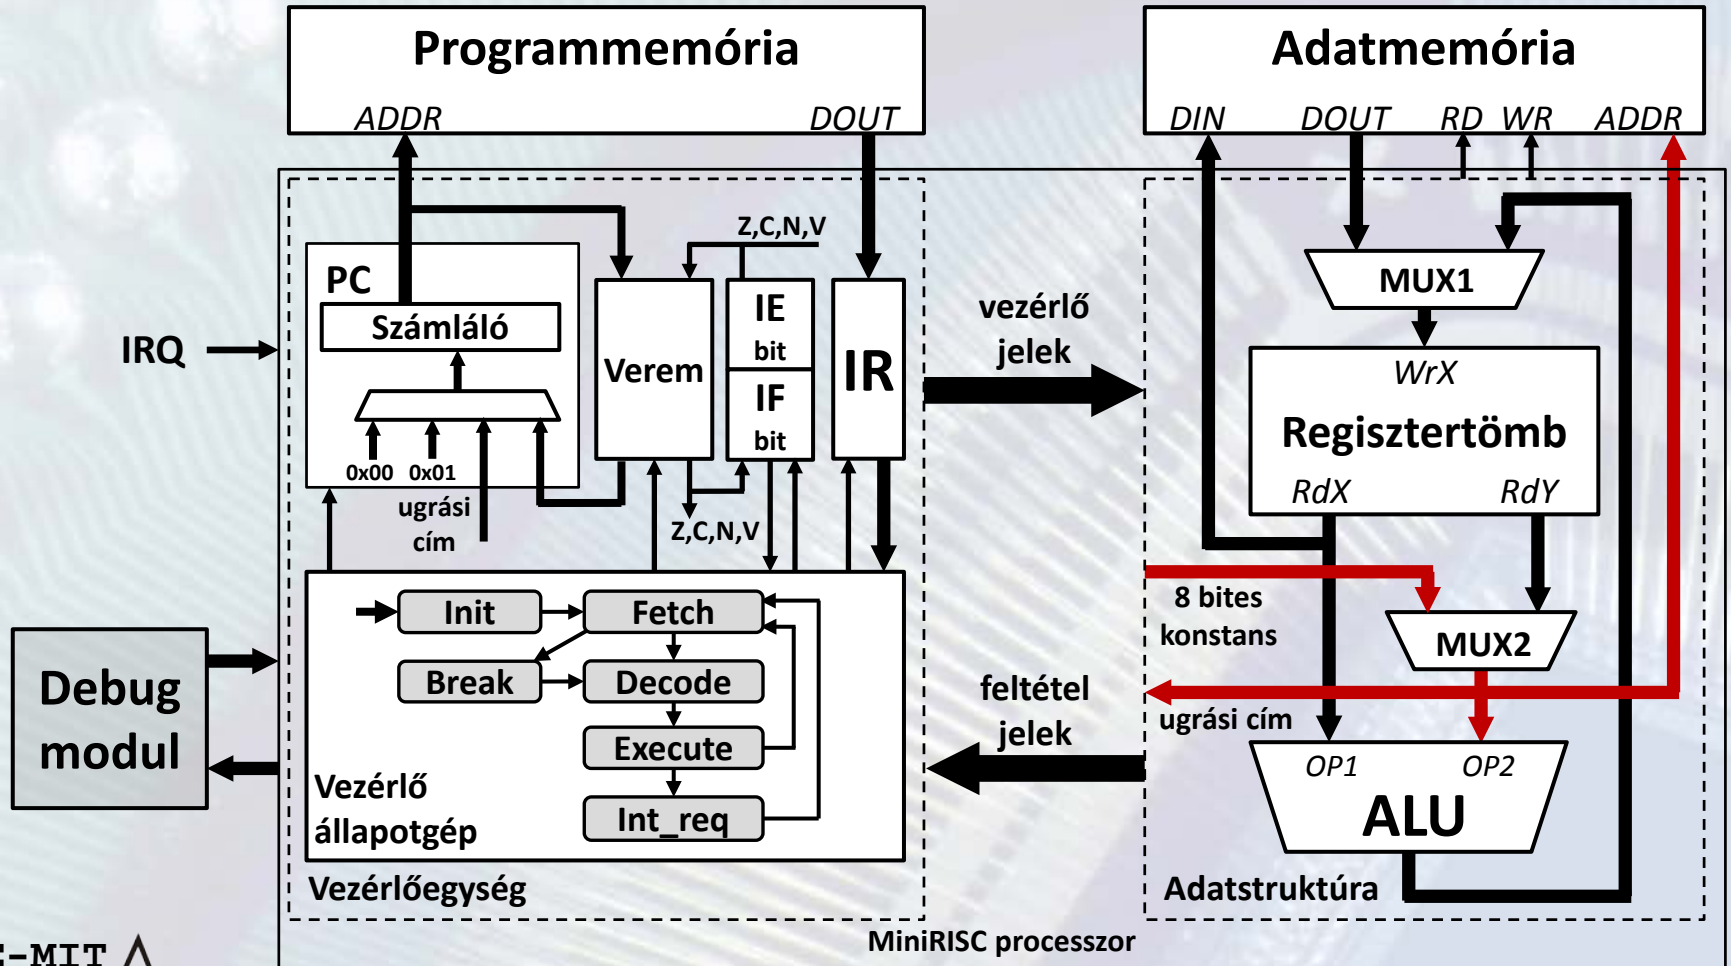 Programmemória
ADDR
DOUT
Adatmemória
DIN
DOUT
RD
WR
ADDR
Z,C,N,V
PC
Számláló
0x00
0x01
ugrási
cím
Verem
IE
bit
IF
bit
IR
Z,C,N,V
IRQ
vezérlő
jelek
MUX1
WrX
Regisztertömb
RdX
RdY
8 bites
konstans
MUX2
ugrási cím
OP1
OP2
ALU
Adatstruktúra
feltétel
jelek
Init
Fetch
Break
Decode
Execute
Int_req
Vezérlő
állapotgép
Vezérlőegység
Debug
modul
MiniRISC processzor
-MIT